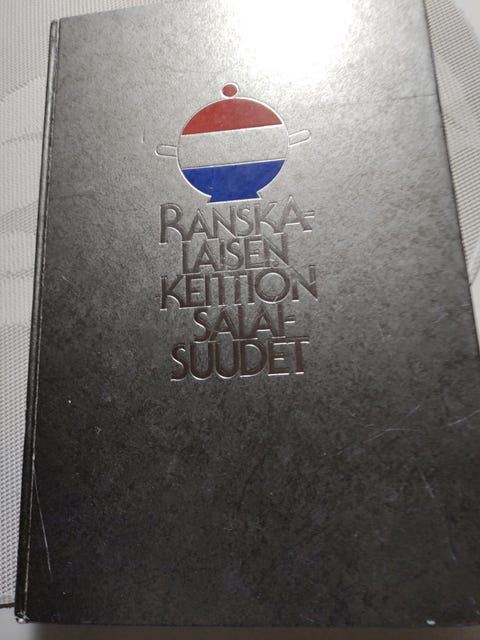 RANSKA-
LAISEN
KEITTIÖN
SALAI-
SUUDET